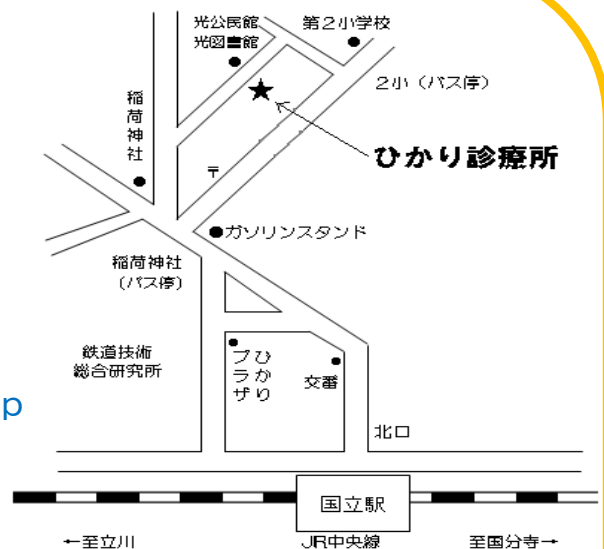 光公民館
光図書館
第2小学校
2小（バス停）
稲荷神社
〒
ひかり診療所
ガソリンスタンド
稲荷神社
(バス停)
鉄道技術
総合研究所
ひかり
プラザ
交番
p
北口
国立駅
←至立川
JR中央線
至国分寺→